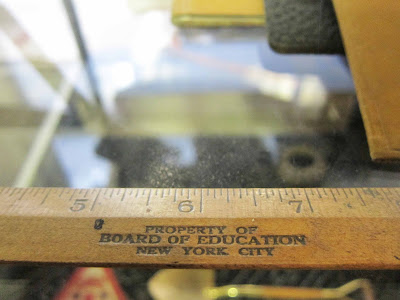 5 6 7
PROPERTY OF
BOARD OF EDUCATION
NEW YORK CITY